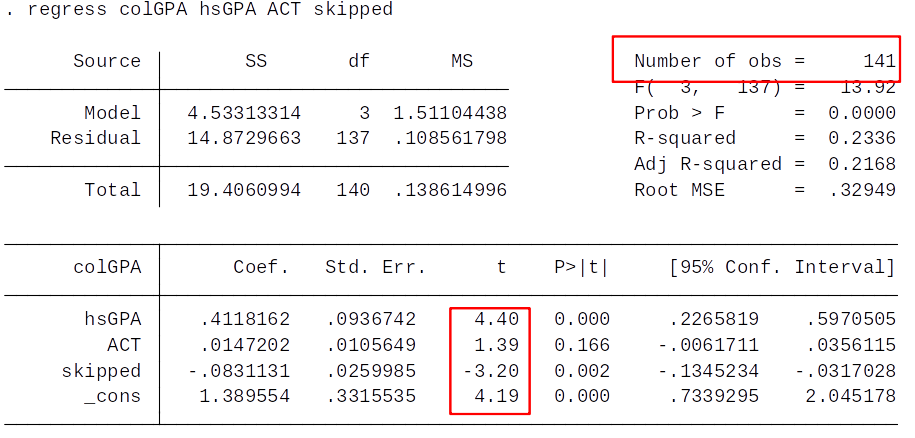 . regress colGPA hsGPA ACT skipped
Source SS df MS Number of obs = 141
F( 3, 137) = 13.92
Model 4.53313314 3 1.51104438 Prob > F = 0.0000
Residual 14.8729663 137 .108561798 R-squared = 0.2336
Adj R-squared = 0.2168
Total 19.4060994 140 .138614996 Root MSE = .32949
colGPA Coef. Std. Err. t P>|t| [95% Conf. Interval]
hsGPA .4118162 .0936742 4.40 0.000 .2265819 .5970505
ACT .0147202 .0105649 1.39 0.166 -.0061711 .0356115
skipped -.0831131 .0259985 -3.20 0.002 -.1345234 -.0317028
_cons 1.389554 .3315535 4.19 0.000 .7339295 2.045178